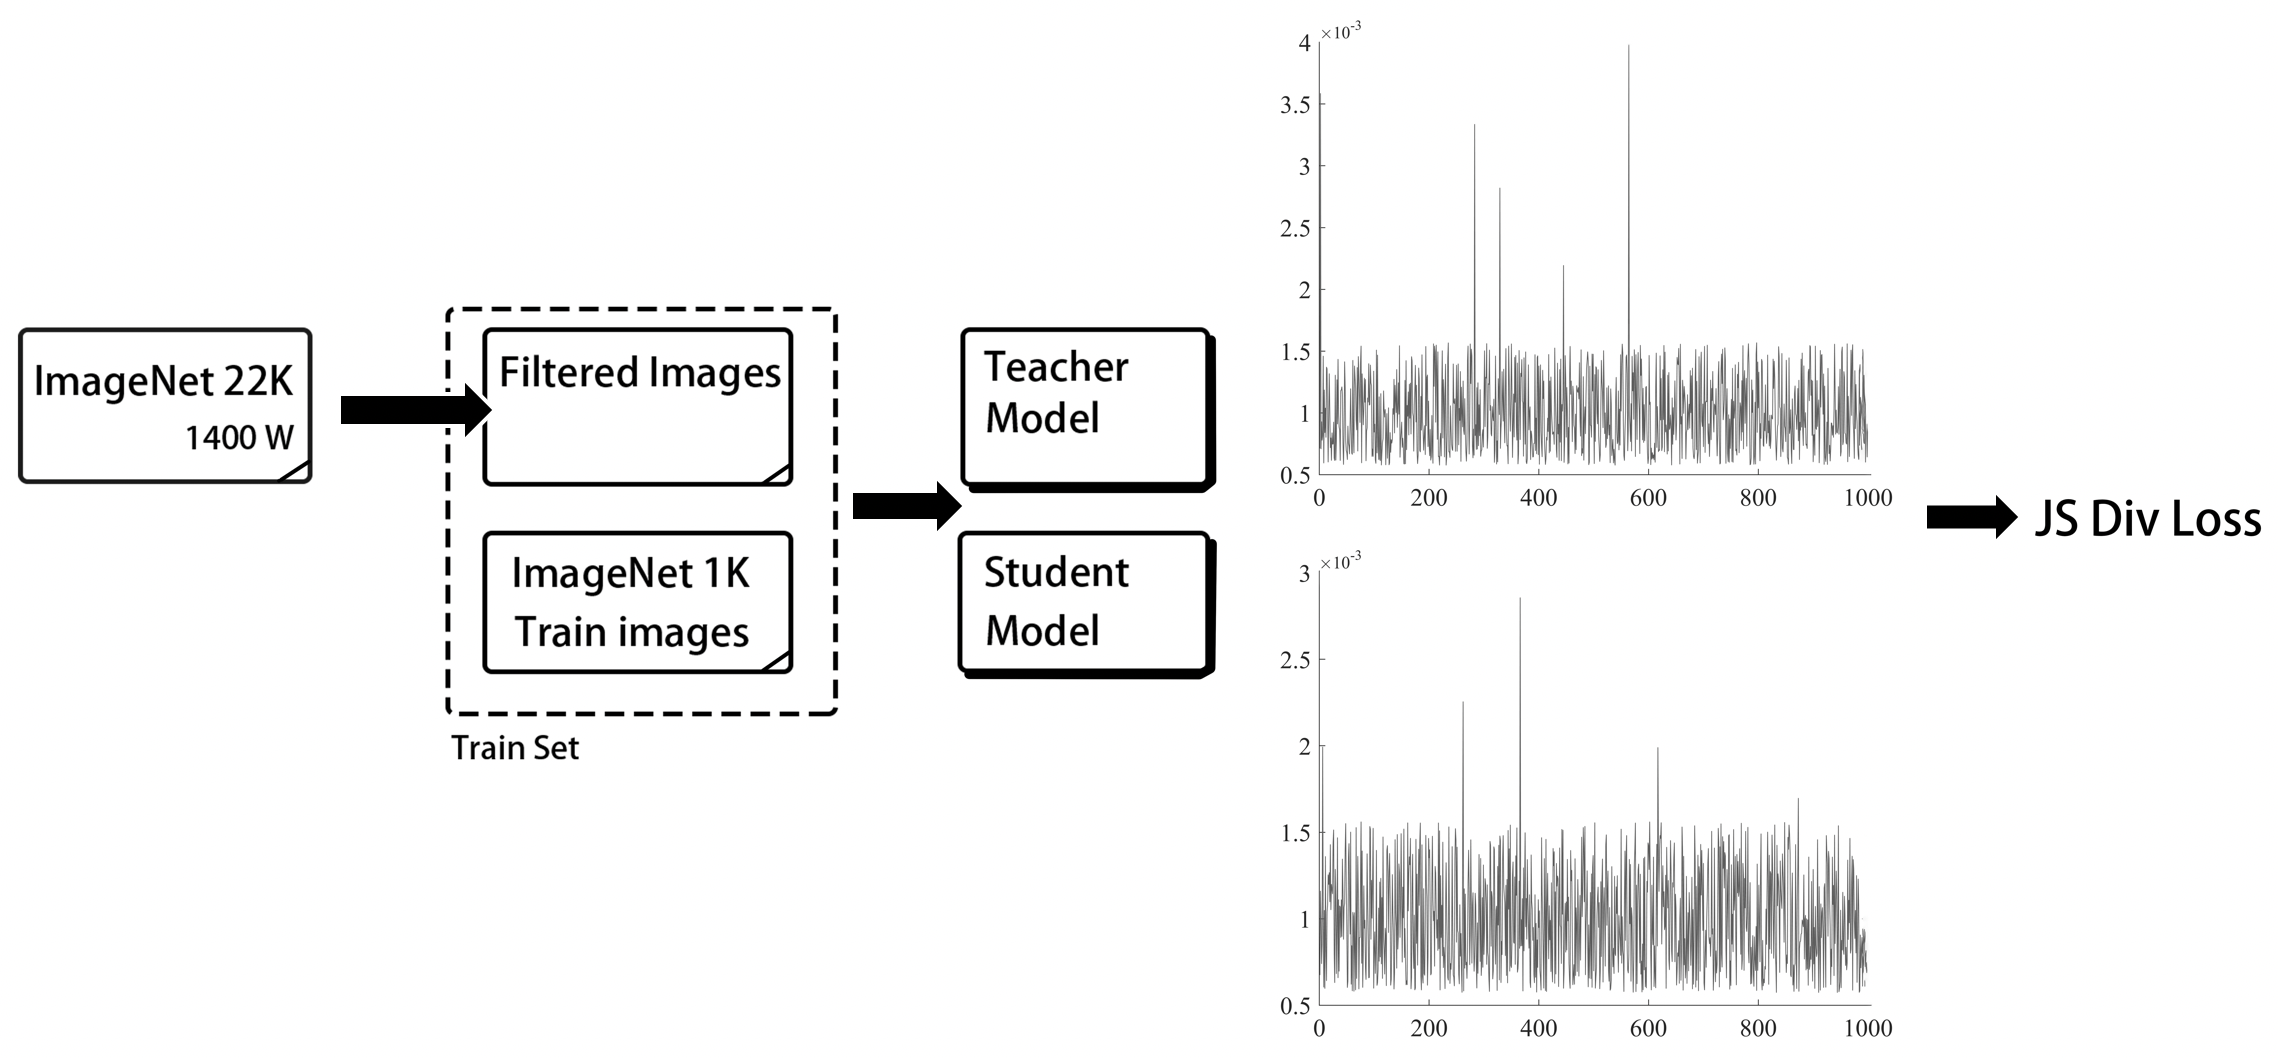 ImageNet 22K
1400 W
Filtered Images
ImageNet 1K
Train images
Train Set
Teacher
Model
Student
Model
×10⁻³
4
3.5
3
2.5
2
1.5
1
0.5
0 200 400 600 800 1000
×10⁻³
3
2.5
2
1.5
1
0.5
0 200 400 600 800 1000
JS Div Loss